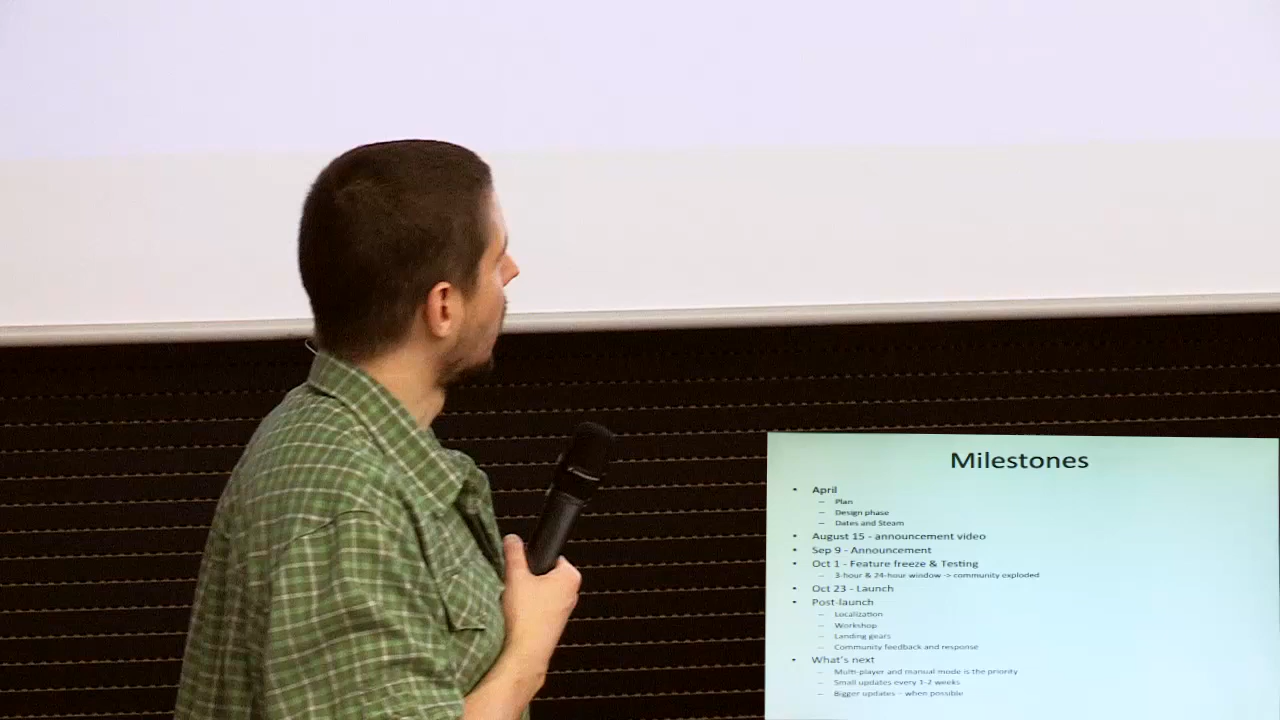 Milestones
• April
– Plan
– Design phase
– Dates and Steam
• August 15 - announcement video
• Sep 9 - Announcement
• Oct 1 - Feature freeze & Testing
– 3-hour & 24-hour window -> community exploded
• Oct 23 - Launch
• Post-launch
– Localization
– Workshop
– Landing gears
– Community feedback and response
• What's next
– Multi-player and manual mode is the priority
– Small updates every 1-2 weeks
– Bigger updates – when possible